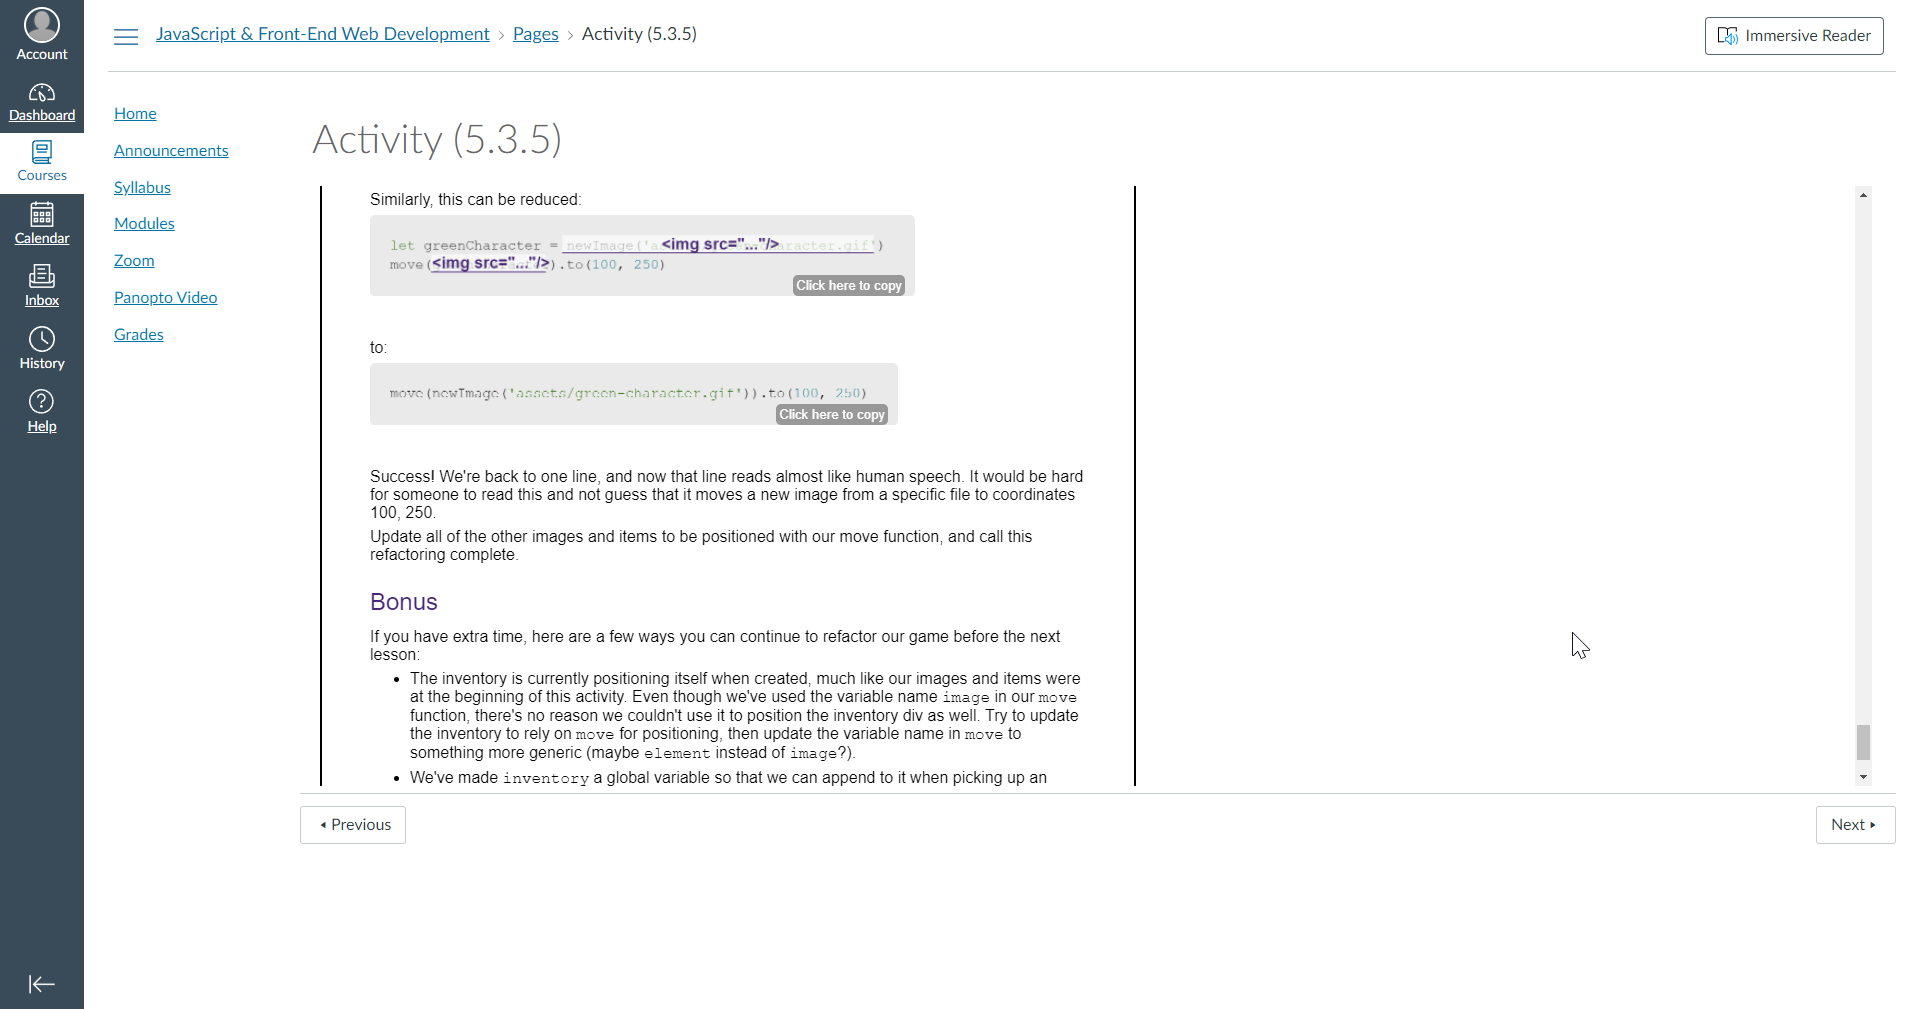 Account
Dashboard
Courses
Calendar
Inbox
History
Help
JavaScript & Front-End Web Development › Pages › Activity (5.3.5)
Immersive Reader
Home
Announcements
Syllabus
Modules
Zoom
Panopto Video
Grades
Activity (5.3.5)
Similarly, this can be reduced:
let greenCharacter = newImage('a <img src="..."/> aracter.gif')
move(<img src="..."/>).to(100, 250)
Click here to copy
to:
move(newImage('assets/green-character.gif')).to(100, 250)
Click here to copy
Success! We're back to one line, and now that line reads almost like human speech. It would be hard
for someone to read this and not guess that it moves a new image from a specific file to coordinates
100, 250.
Update all of the other images and items to be positioned with our move function, and call this
refactoring complete.
Bonus
If you have extra time, here are a few ways you can continue to refactor our game before the next
lesson:
• The inventory is currently positioning itself when created, much like our images and items were
at the beginning of this activity. Even though we've used the variable name image in our move
function, there's no reason we couldn't use it to position the inventory div as well. Try to update
the inventory to rely on move for positioning, then update the variable name in move to
something more generic (maybe element instead of image?).
• We've made inventory a global variable so that we can append to it when picking up an
Previous
Next